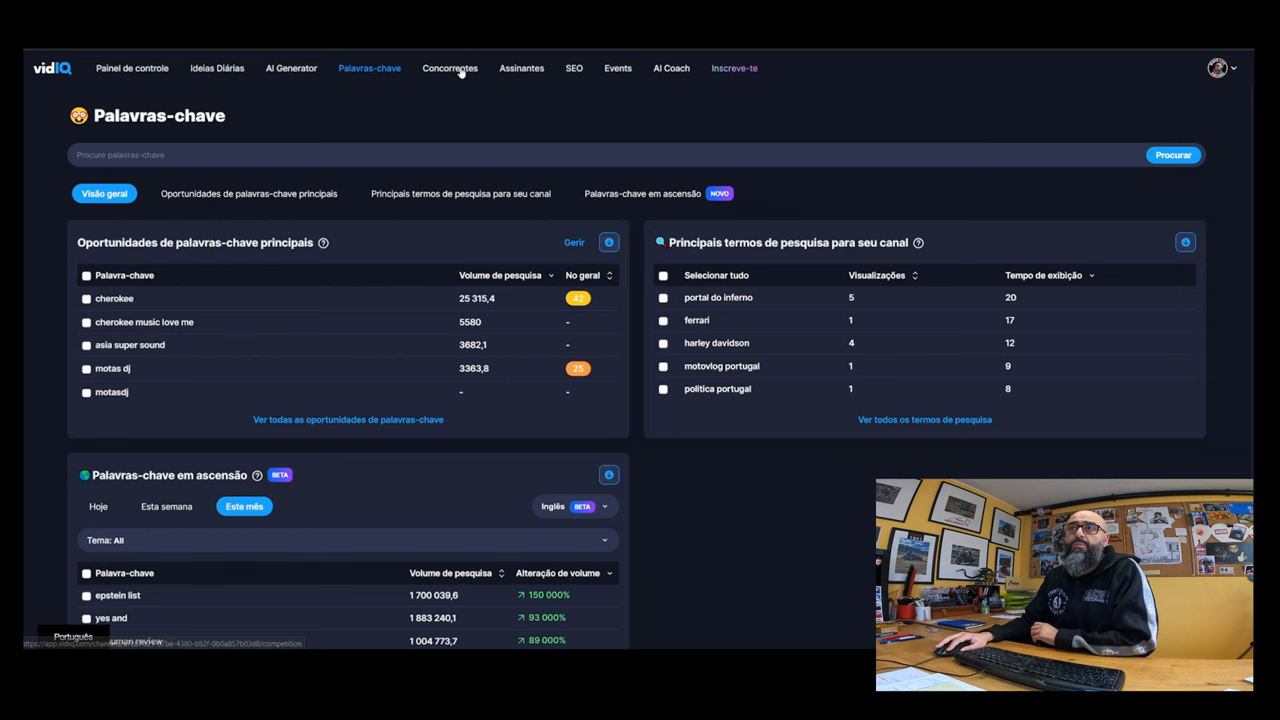 vidIQ Painel de controle Ideias Diárias AI Generator Palavras-chave Concorrentes Assinantes SEO Events AI Coach Inscreve-te
Palavras-chave
Procure palavras-chave Procurar
Visão geral Oportunidades de palavras-chave principais Principais termos de pesquisa para seu canal Palavras-chave em ascensão NOVO
Oportunidades de palavras-chave principais ? Gerir
Palavra-chave Volume de pesquisa No geral
cherokee 25 315,4 42
cherokee music love me 5580 -
asia super sound 3682,1 -
motas dj 3363,8 25
motasdj - -
Ver todas as oportunidades de palavras-chave
Principais termos de pesquisa para seu canal ?
Selecionar tudo Visualizações Tempo de exibição
portal do inferno 5 20
ferrari 1 17
harley davidson 4 12
motovlog portugal 1 9
politica portugal 1 8
Ver todos os termos de pesquisa
Palavras-chave em ascensão ? BETA
Hoje Esta semana Este mês Inglês BETA
Tema: All
Palavra-chave Volume de pesquisa Alteração de volume
epstein list 1 700 039,6 150 000%
yes and 1 883 240,1 93 000%
uman review 1 004 773,7 89 000%
Português